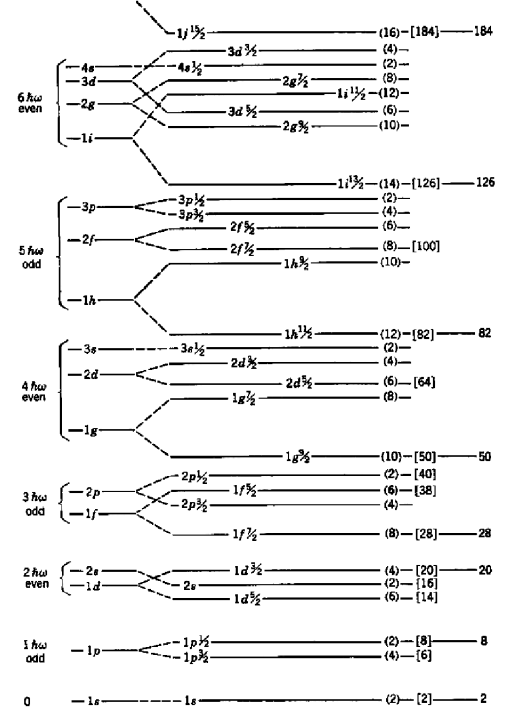 1j 15/2 (16) [184] 184
3d 3/2 (4)
4s 4s 1/2 (2)
3d 2g 7/2 (8)
6ħω even 1i 11/2 (12)
2g 3d 5/2 (6)
2g 9/2 (10)
1i
1i 13/2 (14) [126] 126
3p 3p 1/2 (2)
3p 3/2 (4)
2f 5/2 (6)
2f 2f 7/2 (8) [100]
5ħω odd 1h 9/2 (10)
1h
1h 11/2 (12) [82] 82
3s 3s 1/2 (2)
2d 3/2 (4)
2d 2d 5/2 (6) [64]
4ħω even 1g 7/2 (8)
1g
1g 9/2 (10) [50] 50
2p 1/2 (2) [40]
2p 1f 5/2 (6) [38]
3ħω odd 2p 3/2 (4)
1f
1f 7/2 (8) [28] 28
2s 1d 3/2 (4) [20] 20
2ħω even 2s (2) [16]
1d 1d 5/2 (6) [14]
1p 1/2 (2) [8] 8
1ħω odd 1p 1p 3/2 (4) [6]
0 1s 1s (2) [2] 2